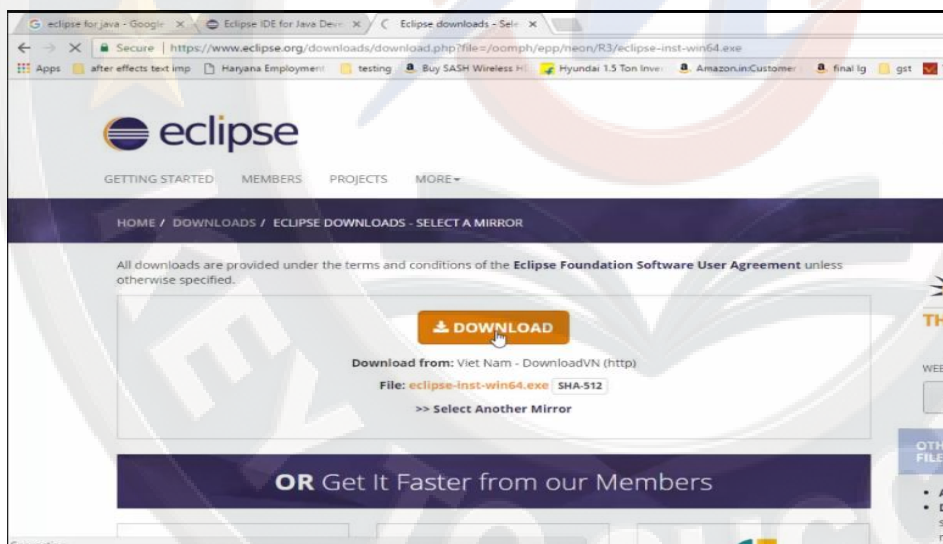 eclipse for java - Google
Eclipse IDE for Java Deve
Eclipse downloads - Sele
Secure | https://www.eclipse.org/downloads/download.php?file=/oomph/epp/neon/R3/eclipse-inst-win64.exe
Apps
after effects text imp
Haryana Employment
testing
Buy SASH Wireless H
Hyundai 1.5 Ton Inve
Amazon.in:Customer
final lg
gst
eclipse
GETTING STARTED
MEMBERS
PROJECTS
MORE
HOME / DOWNLOADS / ECLIPSE DOWNLOADS - SELECT A MIRROR
All downloads are provided under the terms and conditions of the Eclipse Foundation Software User Agreement unless
otherwise specified.
DOWNLOAD
Download from: Viet Nam - DownloadVN (http)
File: eclipse-inst-win64.exe SHA-512
>> Select Another Mirror
OR Get It Faster from our Members
TH
WEE
OTH
FILE